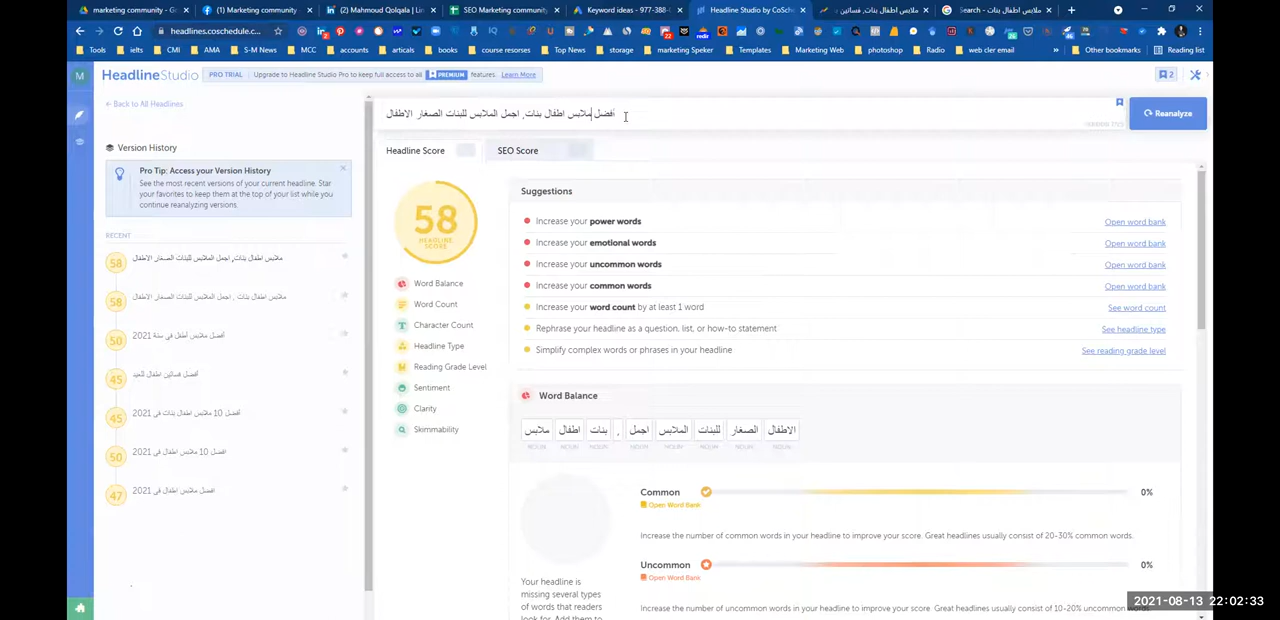 marketing community - G
(1) Marketing community
(2) Mahmoud Qolqala | Lin
SEO Marketing community
Keyword ideas - 977-388-
Headline Studio by CoSche
ملابس اطفال بنات, فساتين
Search - ملابس اطفال بنات
headlines.coschedule.c...
Tools
ielts
CMI
AMA
S-M News
MCC
accounts
articals
books
course resorses
Top News
storage
marketing Speker
Templates
Marketing Web
photoshop
Radio
web cler email
Other bookmarks
Reading list
M
HeadlineStudio
PRO TRIAL
Upgrade to Headline Studio Pro to keep full access to all PREMIUM features. Learn More
2
← Back to All Headlines
أفضل ملابس اطفال بنات, اجمل الملابس للبنات الصغار الاطفال
Reanalyze
Version History
Headline Score
SEO Score
Pro Tip: Access your Version History
See the most recent versions of your current headline. Star
your favorites to keep them at the top of your list while you
continue reanalyzing versions.
RECENT
58
ملابس اطفال بنات, اجمل الملابس للبنات الصغار الاطفال
58
ملابس اطفال بنات , اجمل الملابس للبنات الصغار الاطفال
50
أفضل ملابس أطفل في سنة 2021
45
أفضل فساتين اطفال للعيد
45
أفضل 10 ملابس اطفال بنات في 2021
50
افضل 10 ملابس اطفال في 2021
47
افضل ملابس اطفال في 2021
58
HEADLINE
SCORE
Word Balance
Word Count
Character Count
Headline Type
Reading Grade Level
Sentiment
Clarity
Skimmability
Suggestions
Increase your power words
Open word bank
Increase your emotional words
Open word bank
Increase your uncommon words
Open word bank
Increase your common words
Open word bank
Increase your word count by at least 1 word
See word count
Rephrase your headline as a question, list, or how-to statement
See headline type
Simplify complex words or phrases in your headline
See reading grade level
Word Balance
ملابس اطفال بنات , اجمل الملابس للبنات الصغار الاطفال
NOUN NOUN NOUN NOUN NOUN NOUN NOUN NOUN
Common
0%
Open Word Bank
Increase the number of common words in your headline to improve your score. Great headlines usually consist of 20-30% common words.
Uncommon
0%
Open Word Bank
Increase the number of uncommon words in your headline to improve your score. Great headlines usually consist of 10-20% uncommon
Your headline is
missing several
types of
words that readers
look for. Add them to
2021-08-13 22:02:33